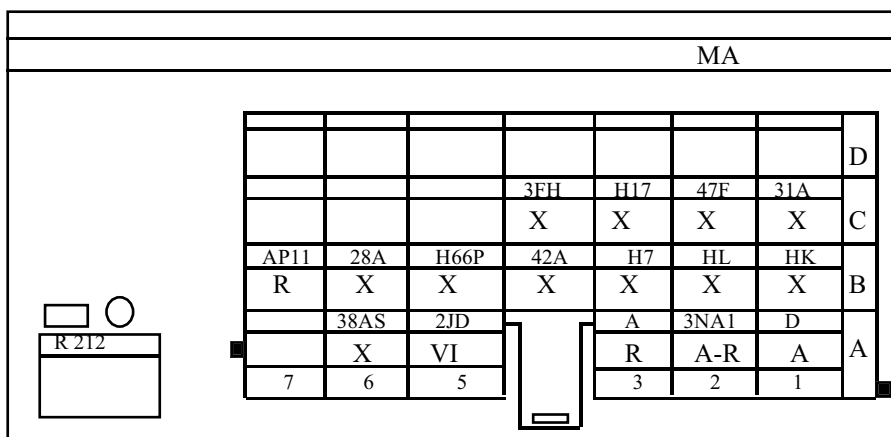 MA
D
3FH H17 47F 31A
X X X X C
AP11 28A H66P 42A H7 HL HK
R X X X X X X B
38AS 2JD A 3NA1 D
R 212
X VI R A-R A A
7 6 5 3 2 1